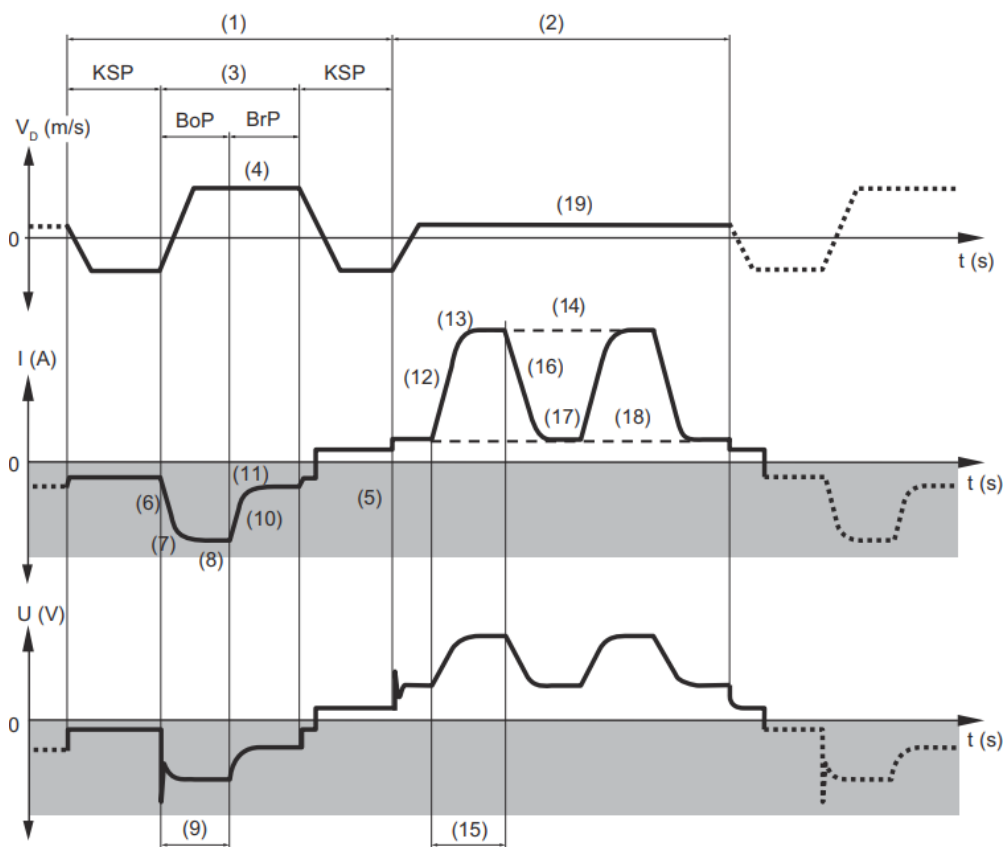 (1) (2)
KSP (3) KSP
BoP BrP
V_D (m/s)
(4)
(19)
0
t (s)
(14)
(13)
I (A)
(12) (16)
(17) (18)
0
(11)
t (s)
(6) (5)
(10)
(7) (8)
U (V)
0
t (s)
(9) (15)